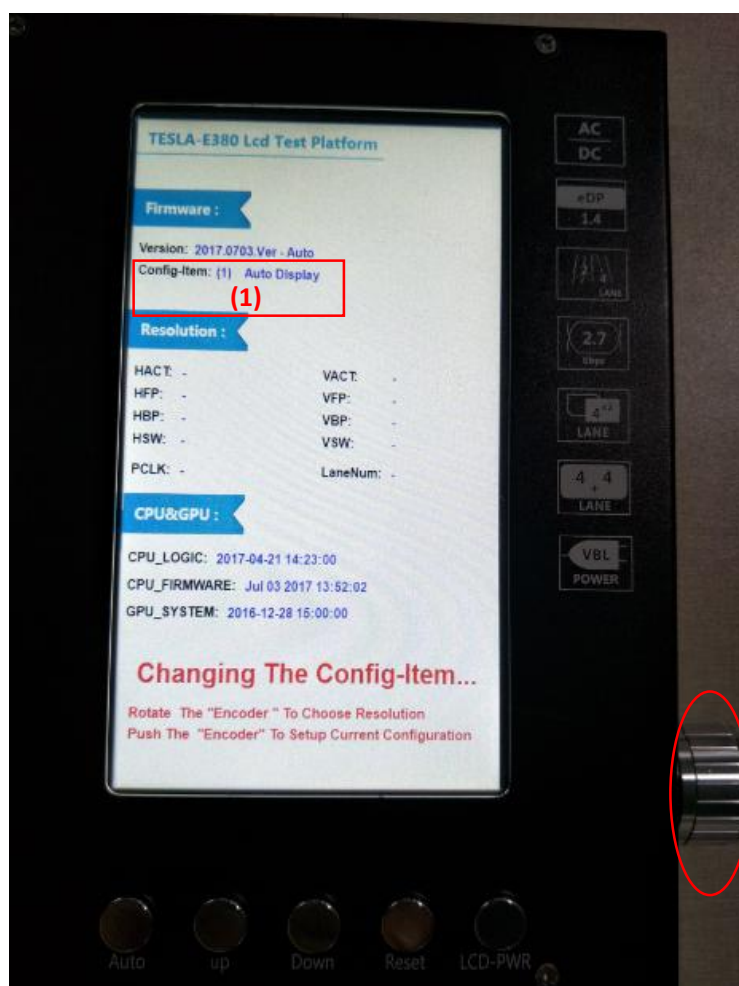 TESLA-E380 Lcd Test Platform
Firmware :
Version: 2017.0703.Ver - Auto
Config-Item: (1) Auto Display
(1)
Resolution :
HACT: - VACT: -
HFP: - VFP: -
HBP: - VBP: -
HSW: - VSW: -
PCLK: - LaneNum: -
CPU&GPU :
CPU_LOGIC: 2017-04-21 14:23:00
CPU_FIRMWARE: Jul 03 2017 13:52:02
GPU_SYSTEM: 2016-12-28 15:00:00
Changing The Config-Item...
Rotate The "Encoder " To Choose Resolution
Push The "Encoder" To Setup Current Configuration
AC
DC
eDP
1.4
LANE
2.7
Gbps
4
LANE
4 + 4
LANE
VBL
POWER
Auto up Down Reset LCD-PWR